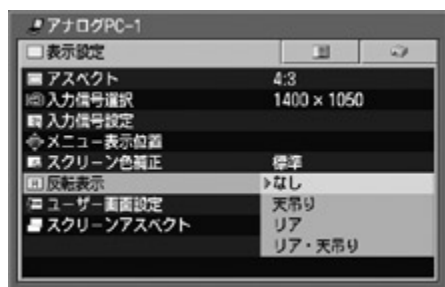 アナログPC-1
表示設定
アスペクト 4:3
入力信号選択 1400 × 1050
入力信号設定
メニュー表示位置
スクリーン色補正 標準
反転表示 なし
ユーザー画面設定 天吊り
スクリーンアスペクト リア
リア・天吊り